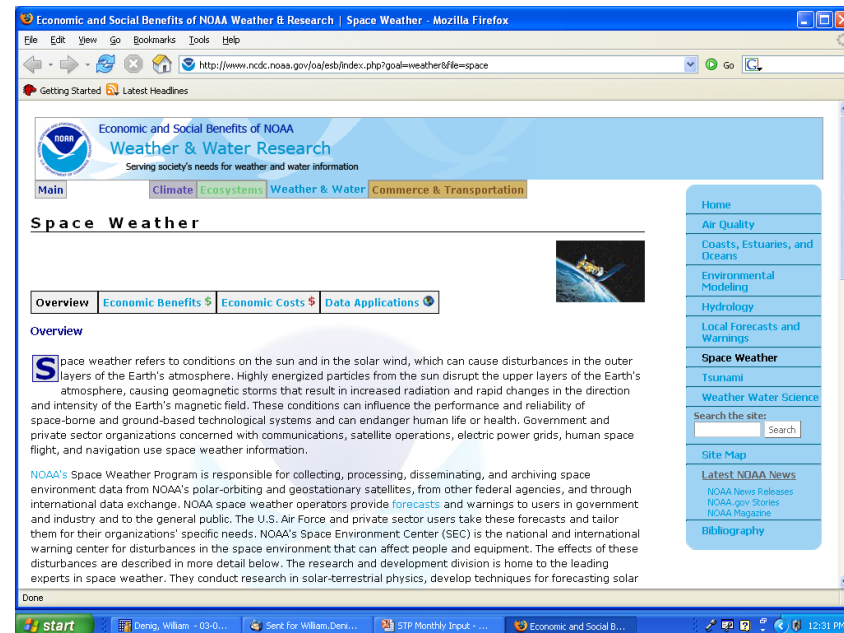 Economic and Social Benefits of NOAA Weather & Research | Space Weather - Mozilla Firefox
File Edit View Go Bookmarks Tools Help
http://www.ncdc.noaa.gov/oa/esb/index.php?goal=weather&file=space Go G
Getting Started Latest Headlines
NOAA
Economic and Social Benefits of NOAA
Weather & Water Research
Serving society's needs for weather and water information
Main Climate Ecosystems Weather & Water Commerce & Transportation
Space Weather
Overview Economic Benefits $ Economic Costs $ Data Applications
Overview
Space weather refers to conditions on the sun and in the solar wind, which can cause disturbances in the outer
layers of the Earth's atmosphere. Highly energized particles from the sun disrupt the upper layers of the Earth's
atmosphere, causing geomagnetic storms that result in increased radiation and rapid changes in the direction
and intensity of the Earth's magnetic field. These conditions can influence the performance and reliability of
space-borne and ground-based technological systems and can endanger human life or health. Government and
private sector organizations concerned with communications, satellite operations, electric power grids, human space
flight, and navigation use space weather information.
NOAA's Space Weather Program is responsible for collecting, processing, disseminating, and archiving space
environment data from NOAA's polar-orbiting and geostationary satellites, from other federal agencies, and through
international data exchange. NOAA space weather operators provide forecasts and warnings to users in government
and industry and to the general public. The U.S. Air Force and private sector users take these forecasts and tailor
them for their organizations' specific needs. NOAA's Space Environment Center (SEC) is the national and international
warning center for disturbances in the space environment that can affect people and equipment. The effects of these
disturbances are described in more detail below. The research and development division is home to the leading
experts in space weather. They conduct research in solar-terrestrial physics, develop techniques for forecasting solar
Home
Air Quality
Coasts, Estuaries, and
Oceans
Environmental
Modeling
Hydrology
Local Forecasts and
Warnings
Space Weather
Tsunami
Weather Water Science
Search the site:
Search
Site Map
Latest NOAA News
NOAA News Releases
NOAA.gov Stories
NOAA Magazine
Bibliography
Done
start Denig, William - 03-0... Sent for William.Deni... STP Monthly Input - ... Economic and Social B... 12:31 PM